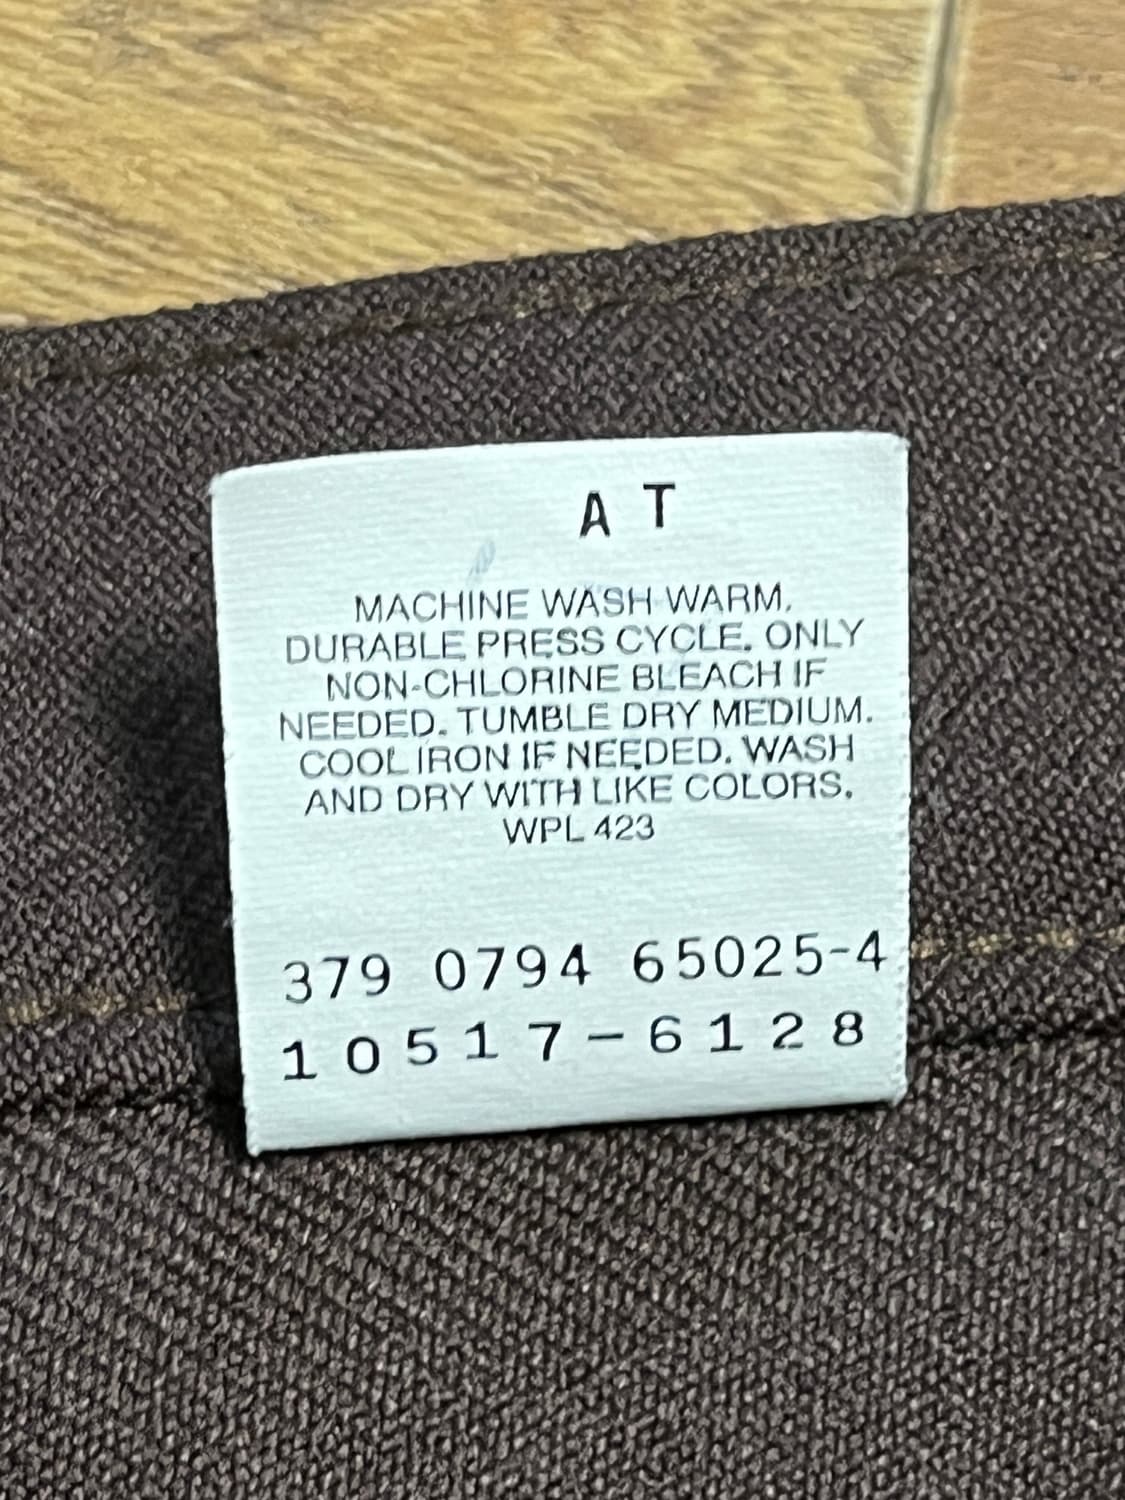 A T
MACHINE WASH WARM.
DURABLE PRESS CYCLE. ONLY
NON-CHLORINE BLEACH IF
NEEDED. TUMBLE DRY MEDIUM.
COOL IRON IF NEEDED. WASH
AND DRY WITH LIKE COLORS.
WPL 423
379 0794 65025-4
10517-6128